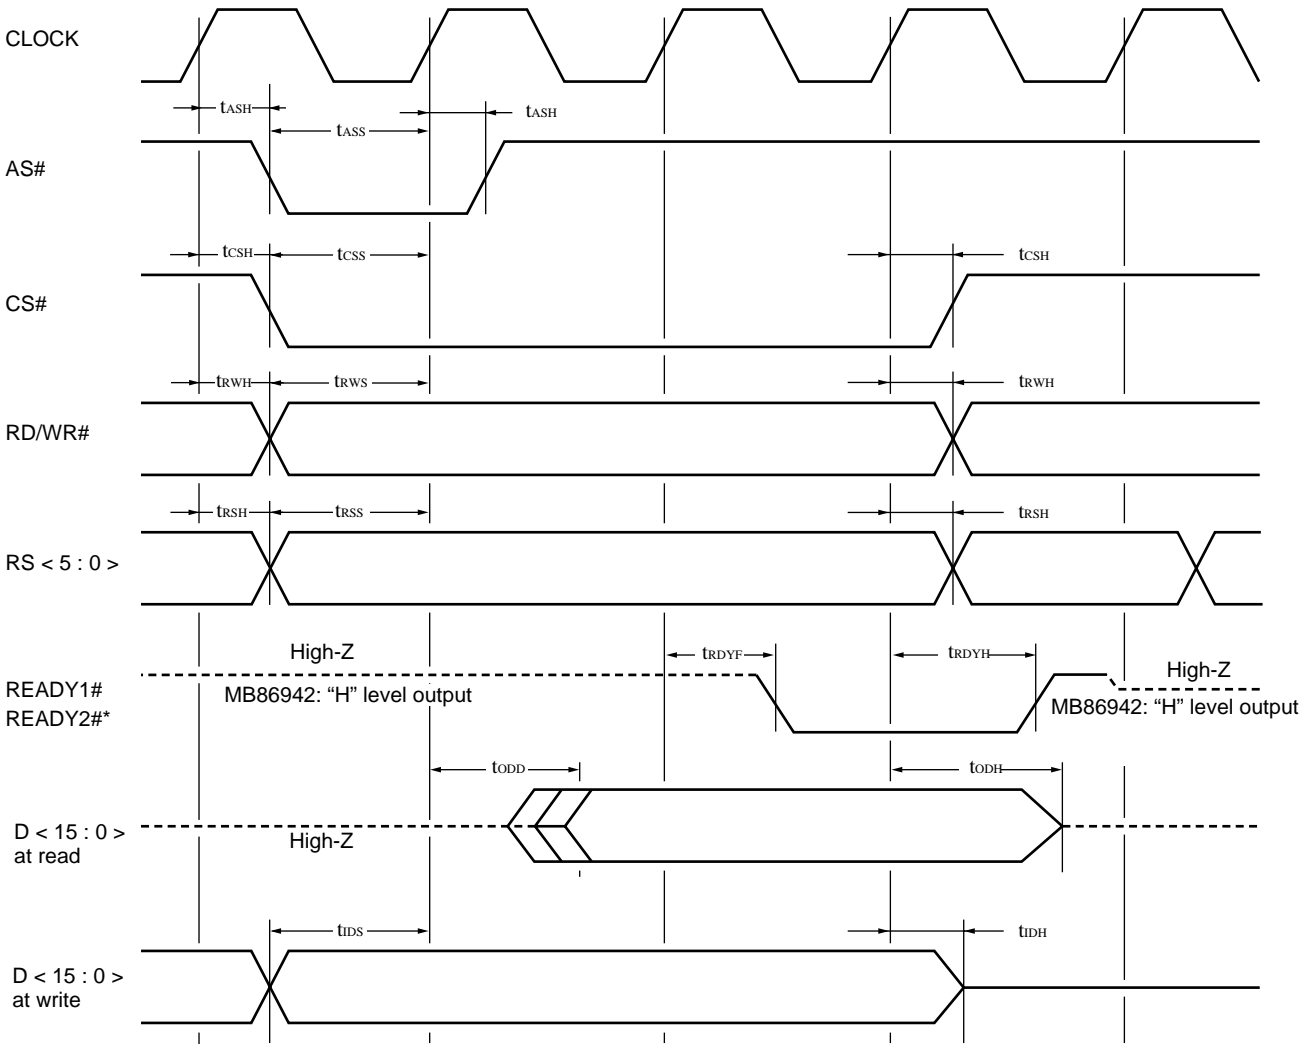 CLOCK
tASH
tASS
tASH
AS#
tCSH
tCSS
tCSH
CS#
tRWH
tRWS
tRWH
RD/WR#
tRSH
tRSS
tRSH
RS < 5 : 0 >
High-Z
tRDYF
tRDYH
High-Z
READY1#
MB86942: “H” level output
MB86942: “H” level output
READY2#*
tODD
tODH
D < 15 : 0 >
at read
High-Z
tIDS
tIDH
D < 15 : 0 >
at write